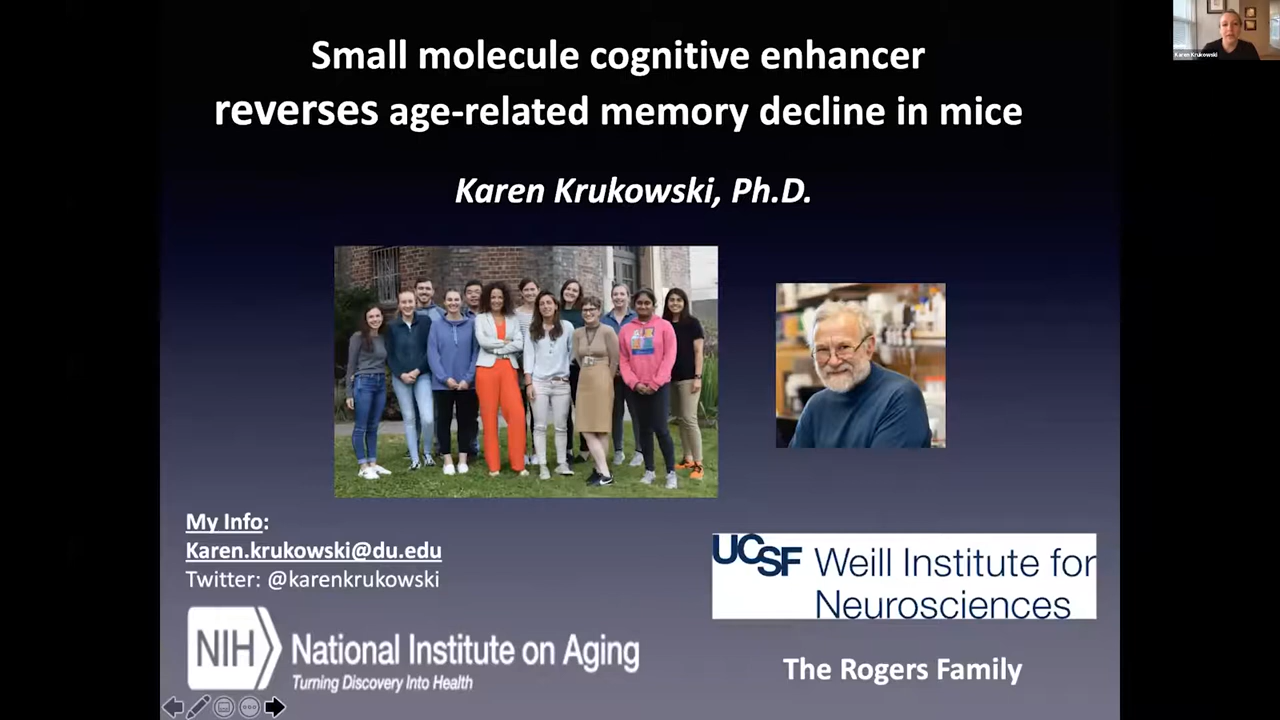 Small molecule cognitive enhancer
reverses age-related memory decline in mice
Karen Krukowski, Ph.D.
Karen Krukowski
My Info:
Karen.krukowski@du.edu
Twitter: @karenkrukowski
NIH
National Institute on Aging
Turning Discovery Into Health
UCSF Weill Institute for
Neurosciences
The Rogers Family